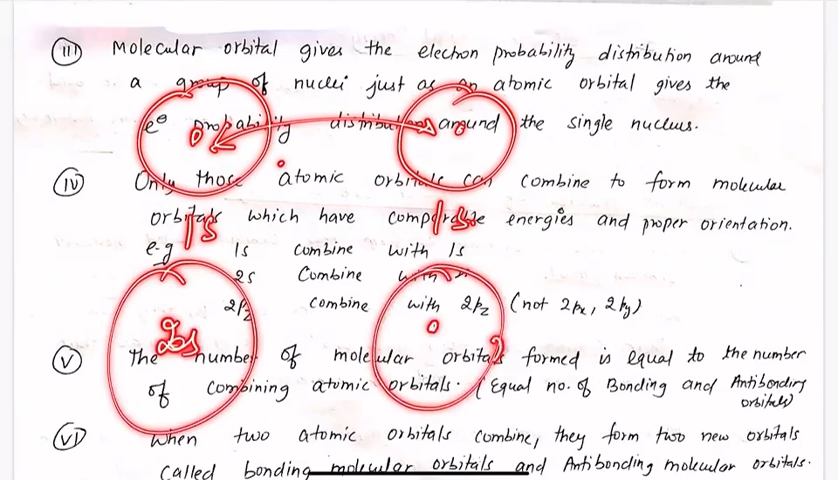 (iii) Molecular orbital gives the electron probability distribution around
a group of nuclei just as an atomic orbital gives the
e⊖ probability distribution around the single nucleus.
(iv) Only those atomic orbitals can combine to form molecular
orbitals which have comparable energies and proper orientation.
1s 1s
e.g 1s combine with 1s
2s Combine with
2pz combine with 2pz (not 2px, 2py)
2s
(v) The number of molecular orbitals formed is equal to the number
of combining atomic orbitals. (Equal no. of Bonding and Antibonding
orbitals)
(vi) When two atomic orbitals combine, they form two new orbitals
called bonding molecular orbitals and Antibonding molecular orbitals.